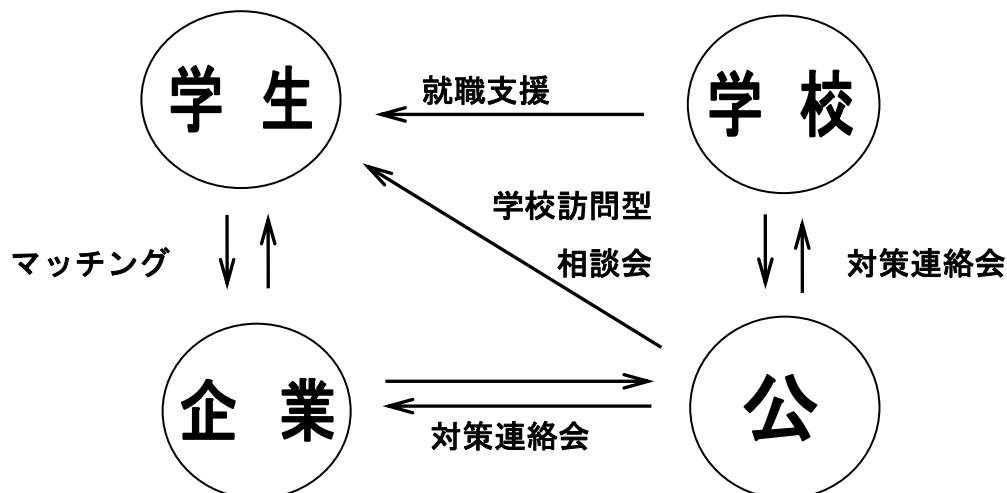 学生
就職支援
学校
学校訪問型
相談会
マッチング
対策連絡会
企業
対策連絡会
公